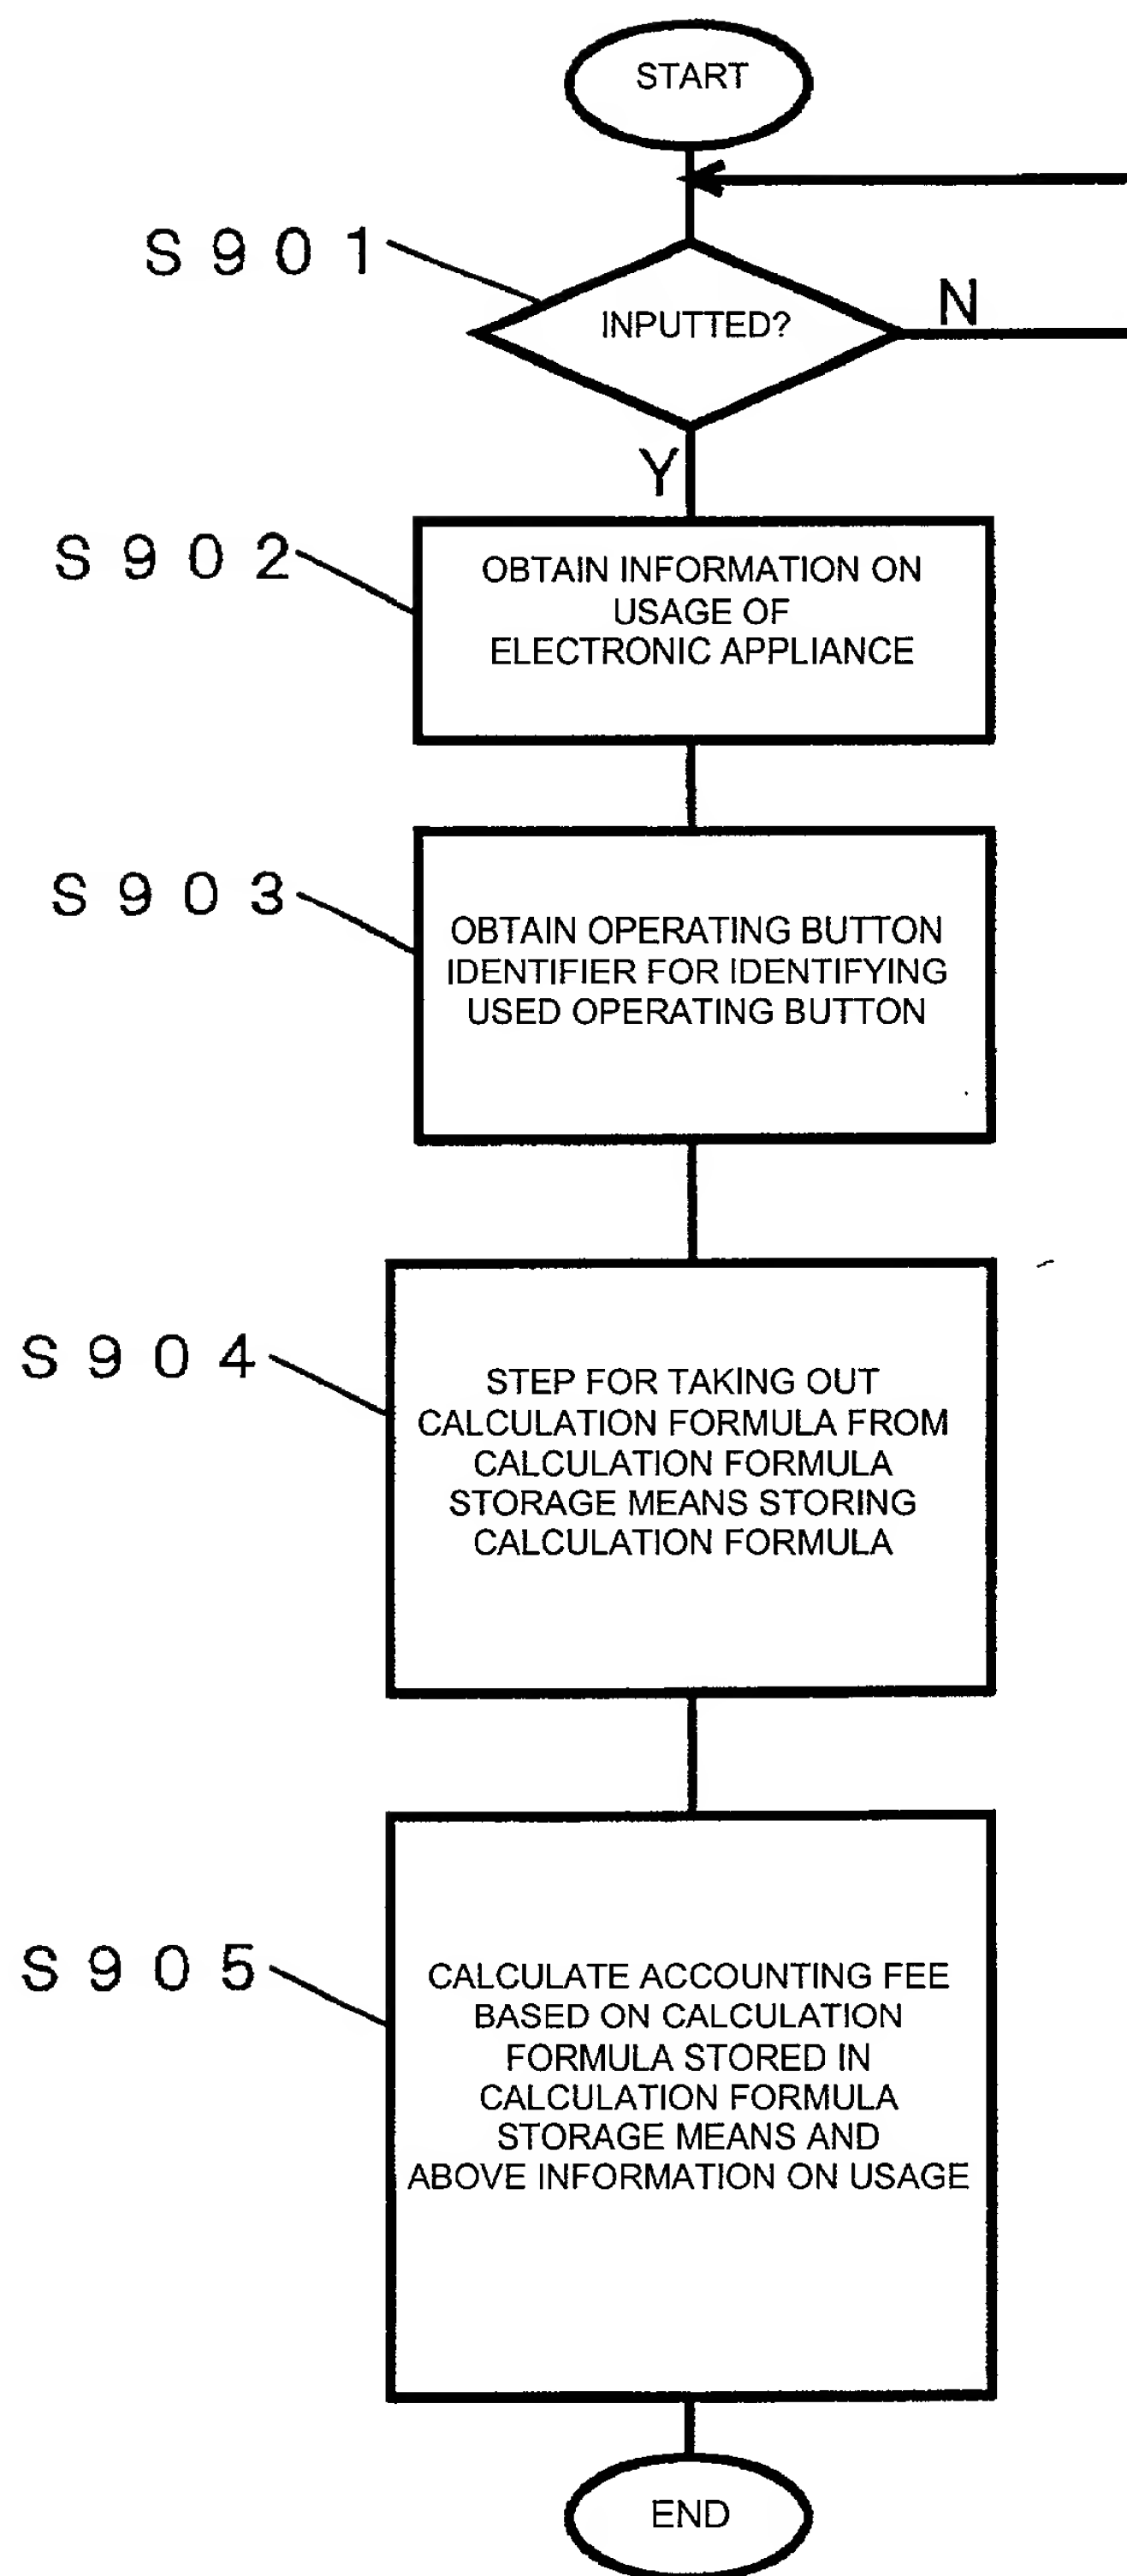 START
S901
INPUTTED?
N
Y
S902
OBTAIN INFORMATION ON
USAGE OF
ELECTRONIC APPLIANCE
S903
OBTAIN OPERATING BUTTON
IDENTIFIER FOR IDENTIFYING
USED OPERATING BUTTON
S904
STEP FOR TAKING OUT
CALCULATION FORMULA FROM
CALCULATION FORMULA
STORAGE MEANS STORING
CALCULATION FORMULA
S905
CALCULATE ACCOUNTING FEE
BASED ON CALCULATION
FORMULA STORED IN
CALCULATION FORMULA
STORAGE MEANS AND
ABOVE INFORMATION ON USAGE
END